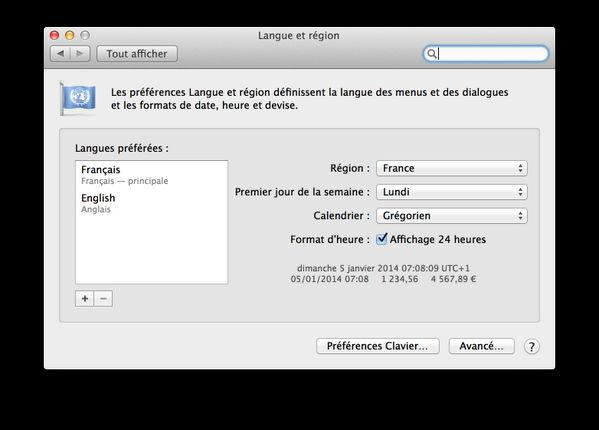 Langue et région
Tout afficher
Les préférences Langue et région définissent la langue des menus et des dialogues
et les formats de date, heure et devise.
Langues préférées :
Français
Français — principale
English
Anglais
Région : France
Premier jour de la semaine : Lundi
Calendrier : Grégorien
Format d'heure : Affichage 24 heures
dimanche 5 janvier 2014 07:08:09 UTC+1
05/01/2014 07:08 1 234,56 4 567,89 €
+ −
Préférences Clavier... Avancé... ?